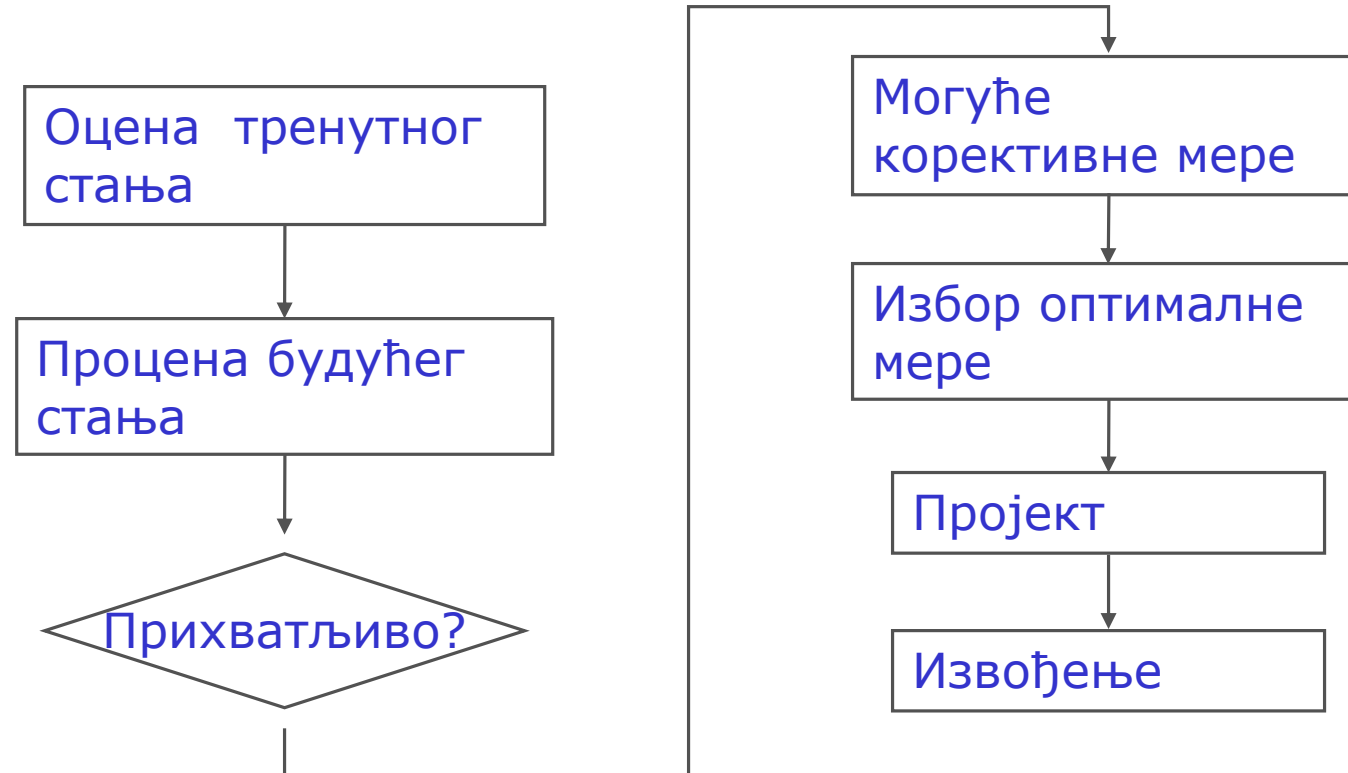 Оцена  тренутног
стања
Процена будућег
стања
Прихватљиво?
Могуће
корективне мере
Избор оптималне
мере
Пројект
Извођење